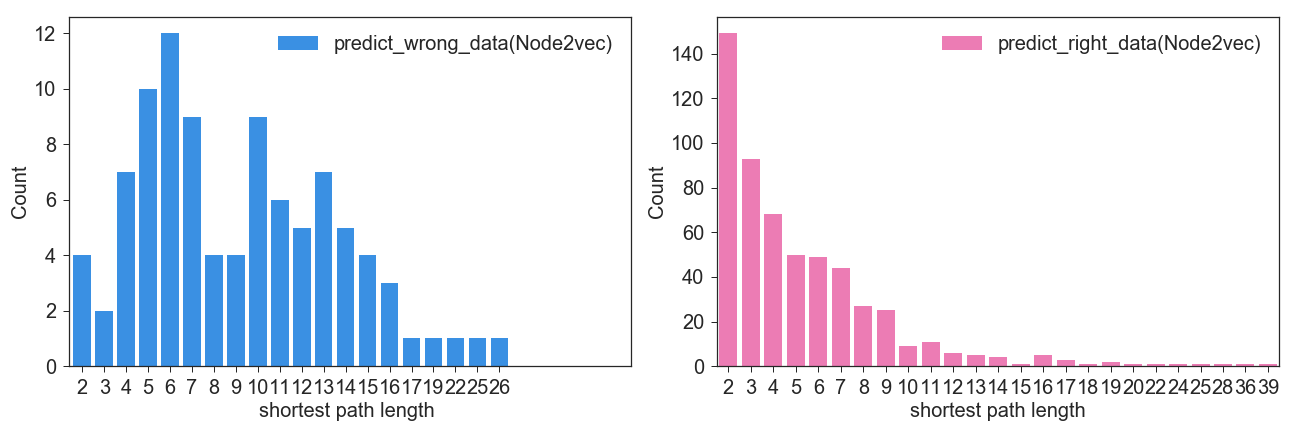 predict_wrong_data(Node2vec)
Count
12
10
8
6
4
2
0
2 3 4 5 6 7 8 9 10 11 12 13 14 15 16 17 19 22 25 26
shortest path length
predict_right_data(Node2vec)
Count
140
120
100
80
60
40
20
0
2 3 4 5 6 7 8 9 10 11 12 13 14 15 16 17 18 19 20 22 24 25 28 36 39
shortest path length